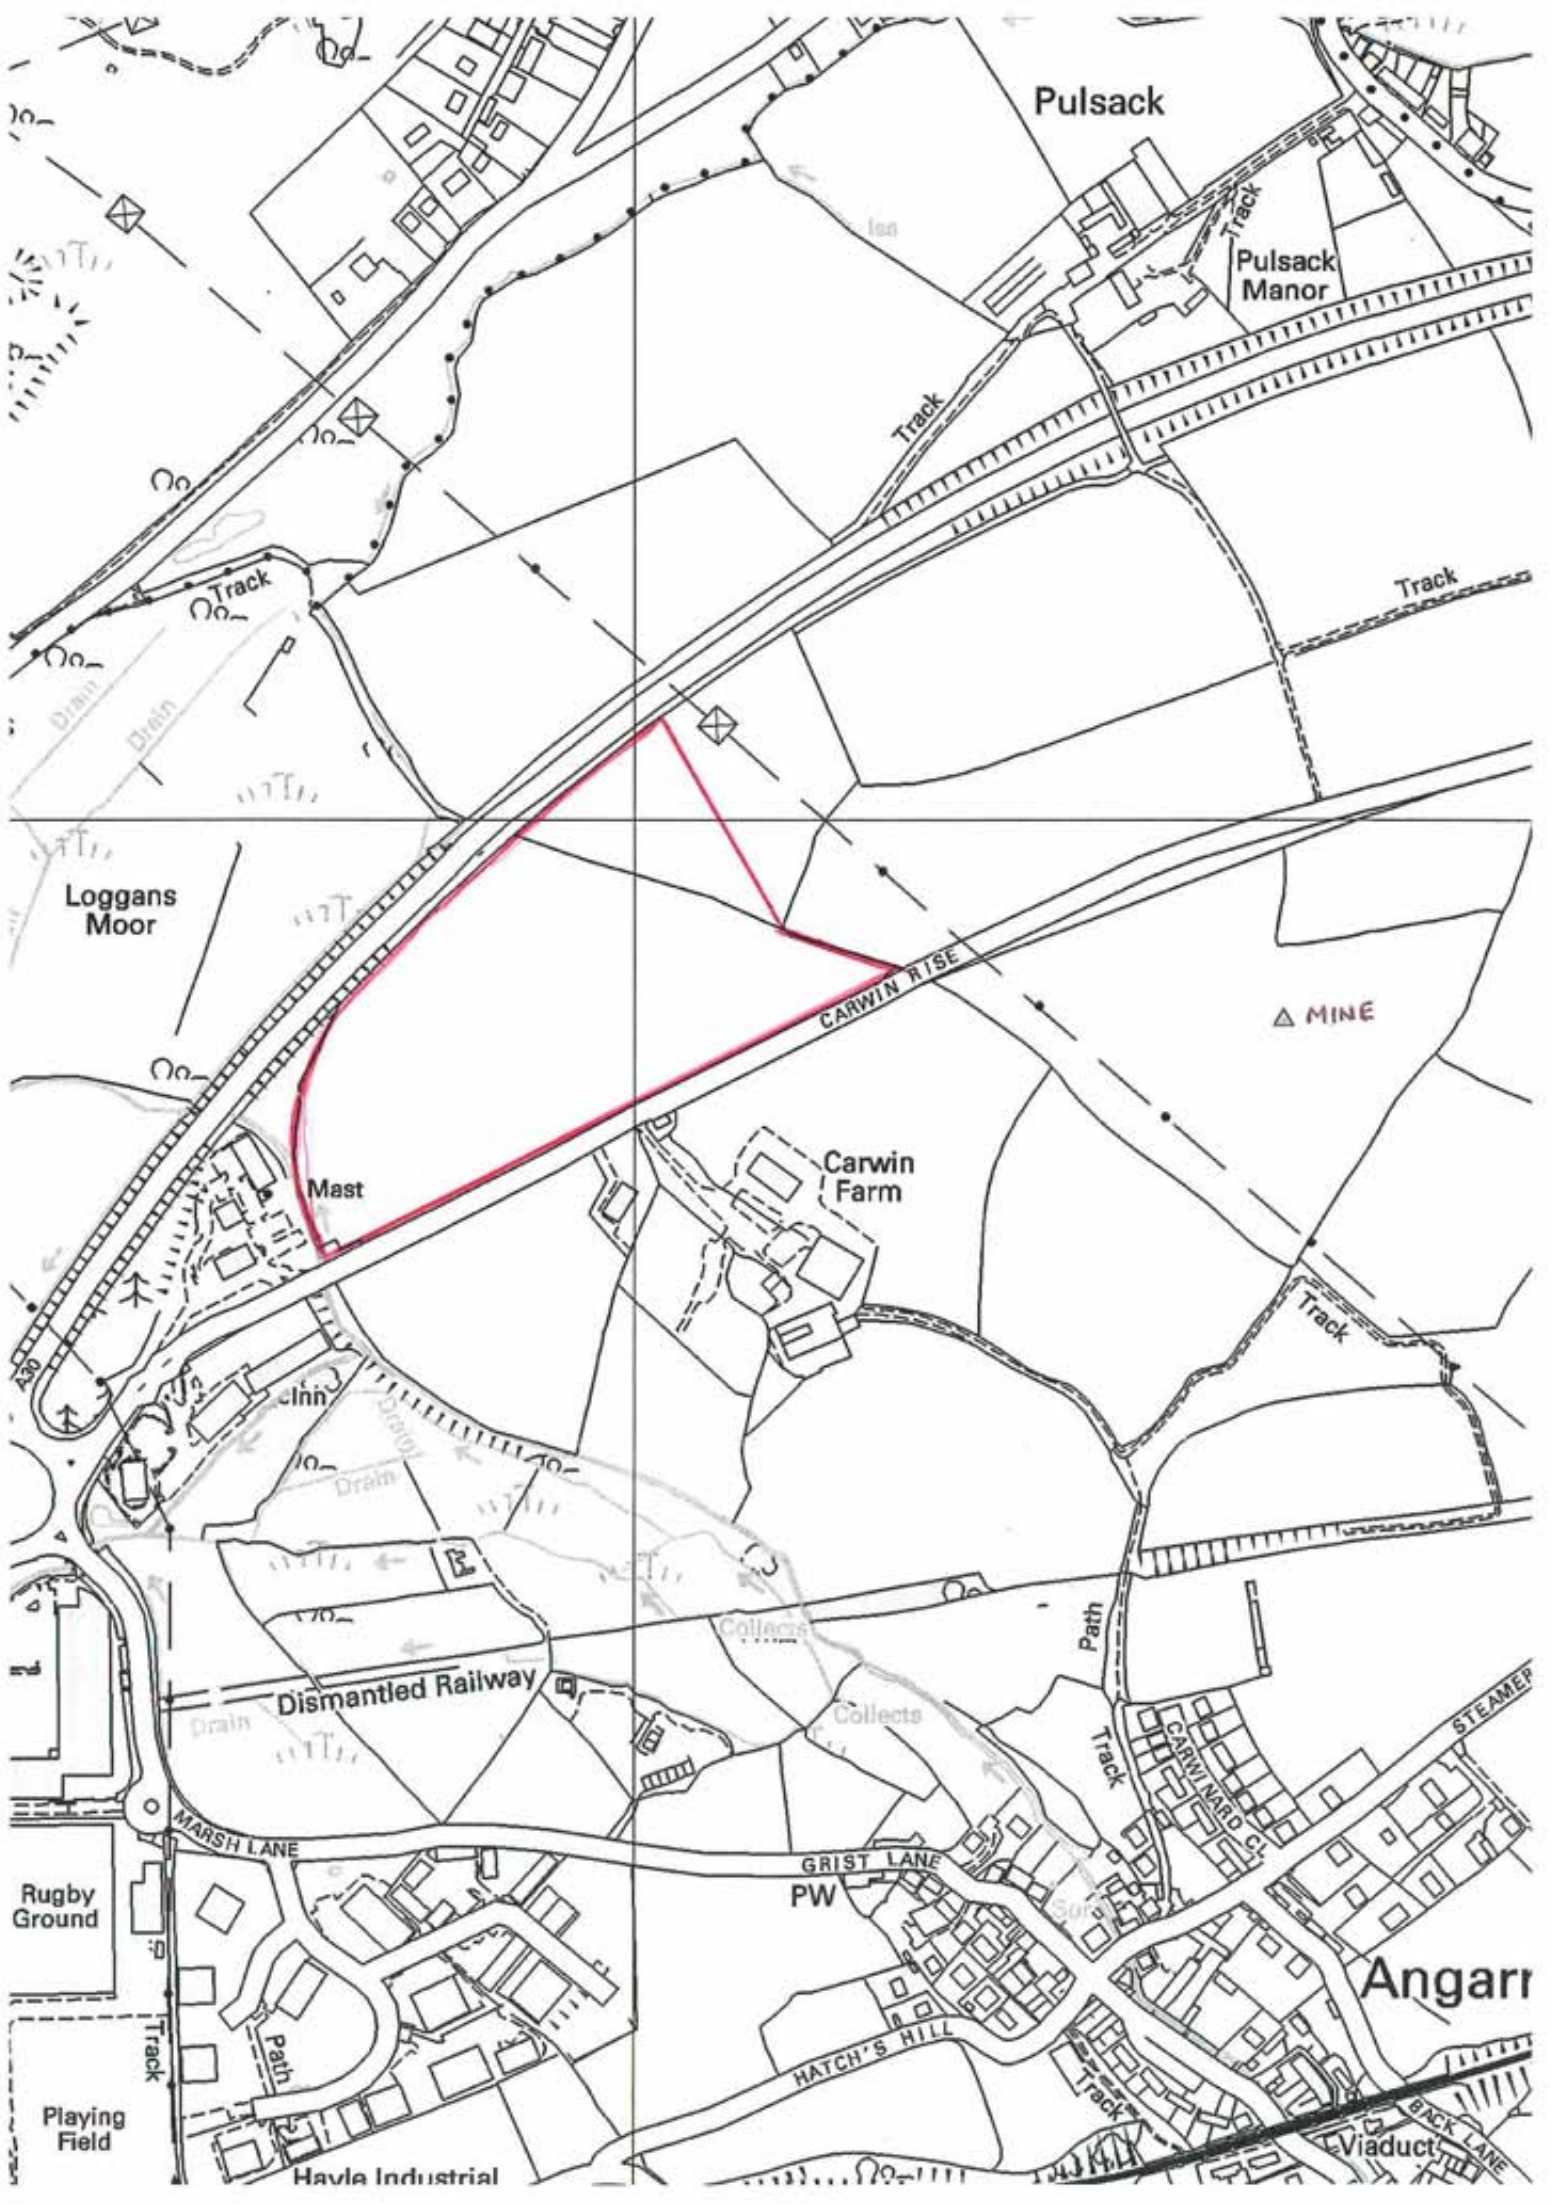 Pulsack
Iss
Track
Pulsack
Manor
Track
Track
Track
Drain
Drain
Loggans
Moor
CARWIN RISE
MINE
Mast
Carwin
Farm
Track
A30
Inn
Drain
Drain
Path
Collects
Dismantled Railway
Drain
Collects
Track
CARWINARD CL
STEAMER
MARSH LANE
GRIST LANE
PW
Rugby
Ground
Angarr
Track
Path
HATCH'S HILL
Track
Playing
Field
BACK LANE
Viaduct
Hayle Industrial